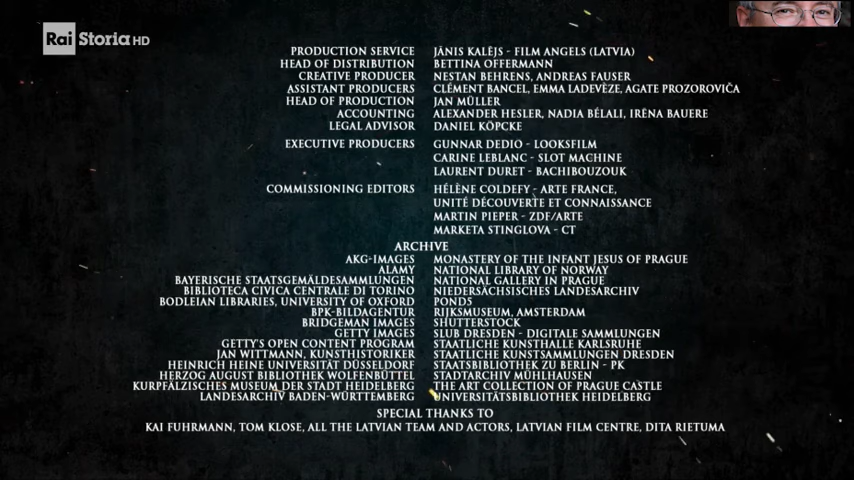 Rai Storia HD
PRODUCTION SERVICE JĀNIS KALĒJS - FILM ANGELS (LATVIA)
HEAD OF DISTRIBUTION BETTINA OFFERMANN
CREATIVE PRODUCER NESTAN BEHRENS, ANDREAS FAUSER
ASSISTANT PRODUCERS CLÉMENT BANCEL, EMMA LADEVÈZE, AGATE PROZOROVIČA
HEAD OF PRODUCTION JAN MÜLLER
ACCOUNTING ALEXANDER HESLER, NADIA BÉLALI, IRĒNA BAUERE
LEGAL ADVISOR DANIEL KÖPCKE
EXECUTIVE PRODUCERS GUNNAR DEDIO - LOOKSFILM
CARINE LEBLANC - SLOT MACHINE
LAURENT DURET - BACHIBOUZOUK
COMMISSIONING EDITORS HÉLÈNE COLDEFY - ARTE FRANCE,
UNITÉ DÉCOUVERTE ET CONNAISSANCE
MARTIN PIEPER - ZDF/ARTE
MARKETA STINGLOVA - CT
ARCHIVE
AKG-IMAGES MONASTERY OF THE INFANT JESUS OF PRAGUE
ALAMY NATIONAL LIBRARY OF NORWAY
BAYERISCHE STAATSGEMÄLDESAMMLUNGEN NATIONAL GALLERY IN PRAGUE
BIBLIOTECA CIVICA CENTRALE DI TORINO NIEDERSÄCHSISCHES LANDESARCHIV
BODLEIAN LIBRARIES, UNIVERSITY OF OXFORD POND5
BPK-BILDAGENTUR RIJKSMUSEUM, AMSTERDAM
BRIDGEMAN IMAGES SHUTTERSTOCK
GETTY IMAGES SLUB DRESDEN - DIGITALE SAMMLUNGEN
GETTY'S OPEN CONTENT PROGRAM STAATLICHE KUNSTHALLE KARLSRUHE
JAN WITTMANN, KUNSTHISTORIKER STAATLICHE KUNSTSAMMLUNGEN DRESDEN
HEINRICH HEINE UNIVERSITÄT DÜSSELDORF STAATSBIBLIOTHEK ZU BERLIN - PK
HERZOG AUGUST BIBLIOTHEK WOLFENBÜTTEL STADTARCHIV MÜHLHAUSEN
KURPFÄLZISCHES MUSEUM DER STADT HEIDELBERG THE ART COLLECTION OF PRAGUE CASTLE
LANDESARCHIV BADEN-WÜRTTEMBERG UNIVERSITÄTSBIBLIOTHEK HEIDELBERG
SPECIAL THANKS TO
KAI FUHRMANN, TOM KLOSE, ALL THE LATVIAN TEAM AND ACTORS, LATVIAN FILM CENTRE, DITA RIETUMA